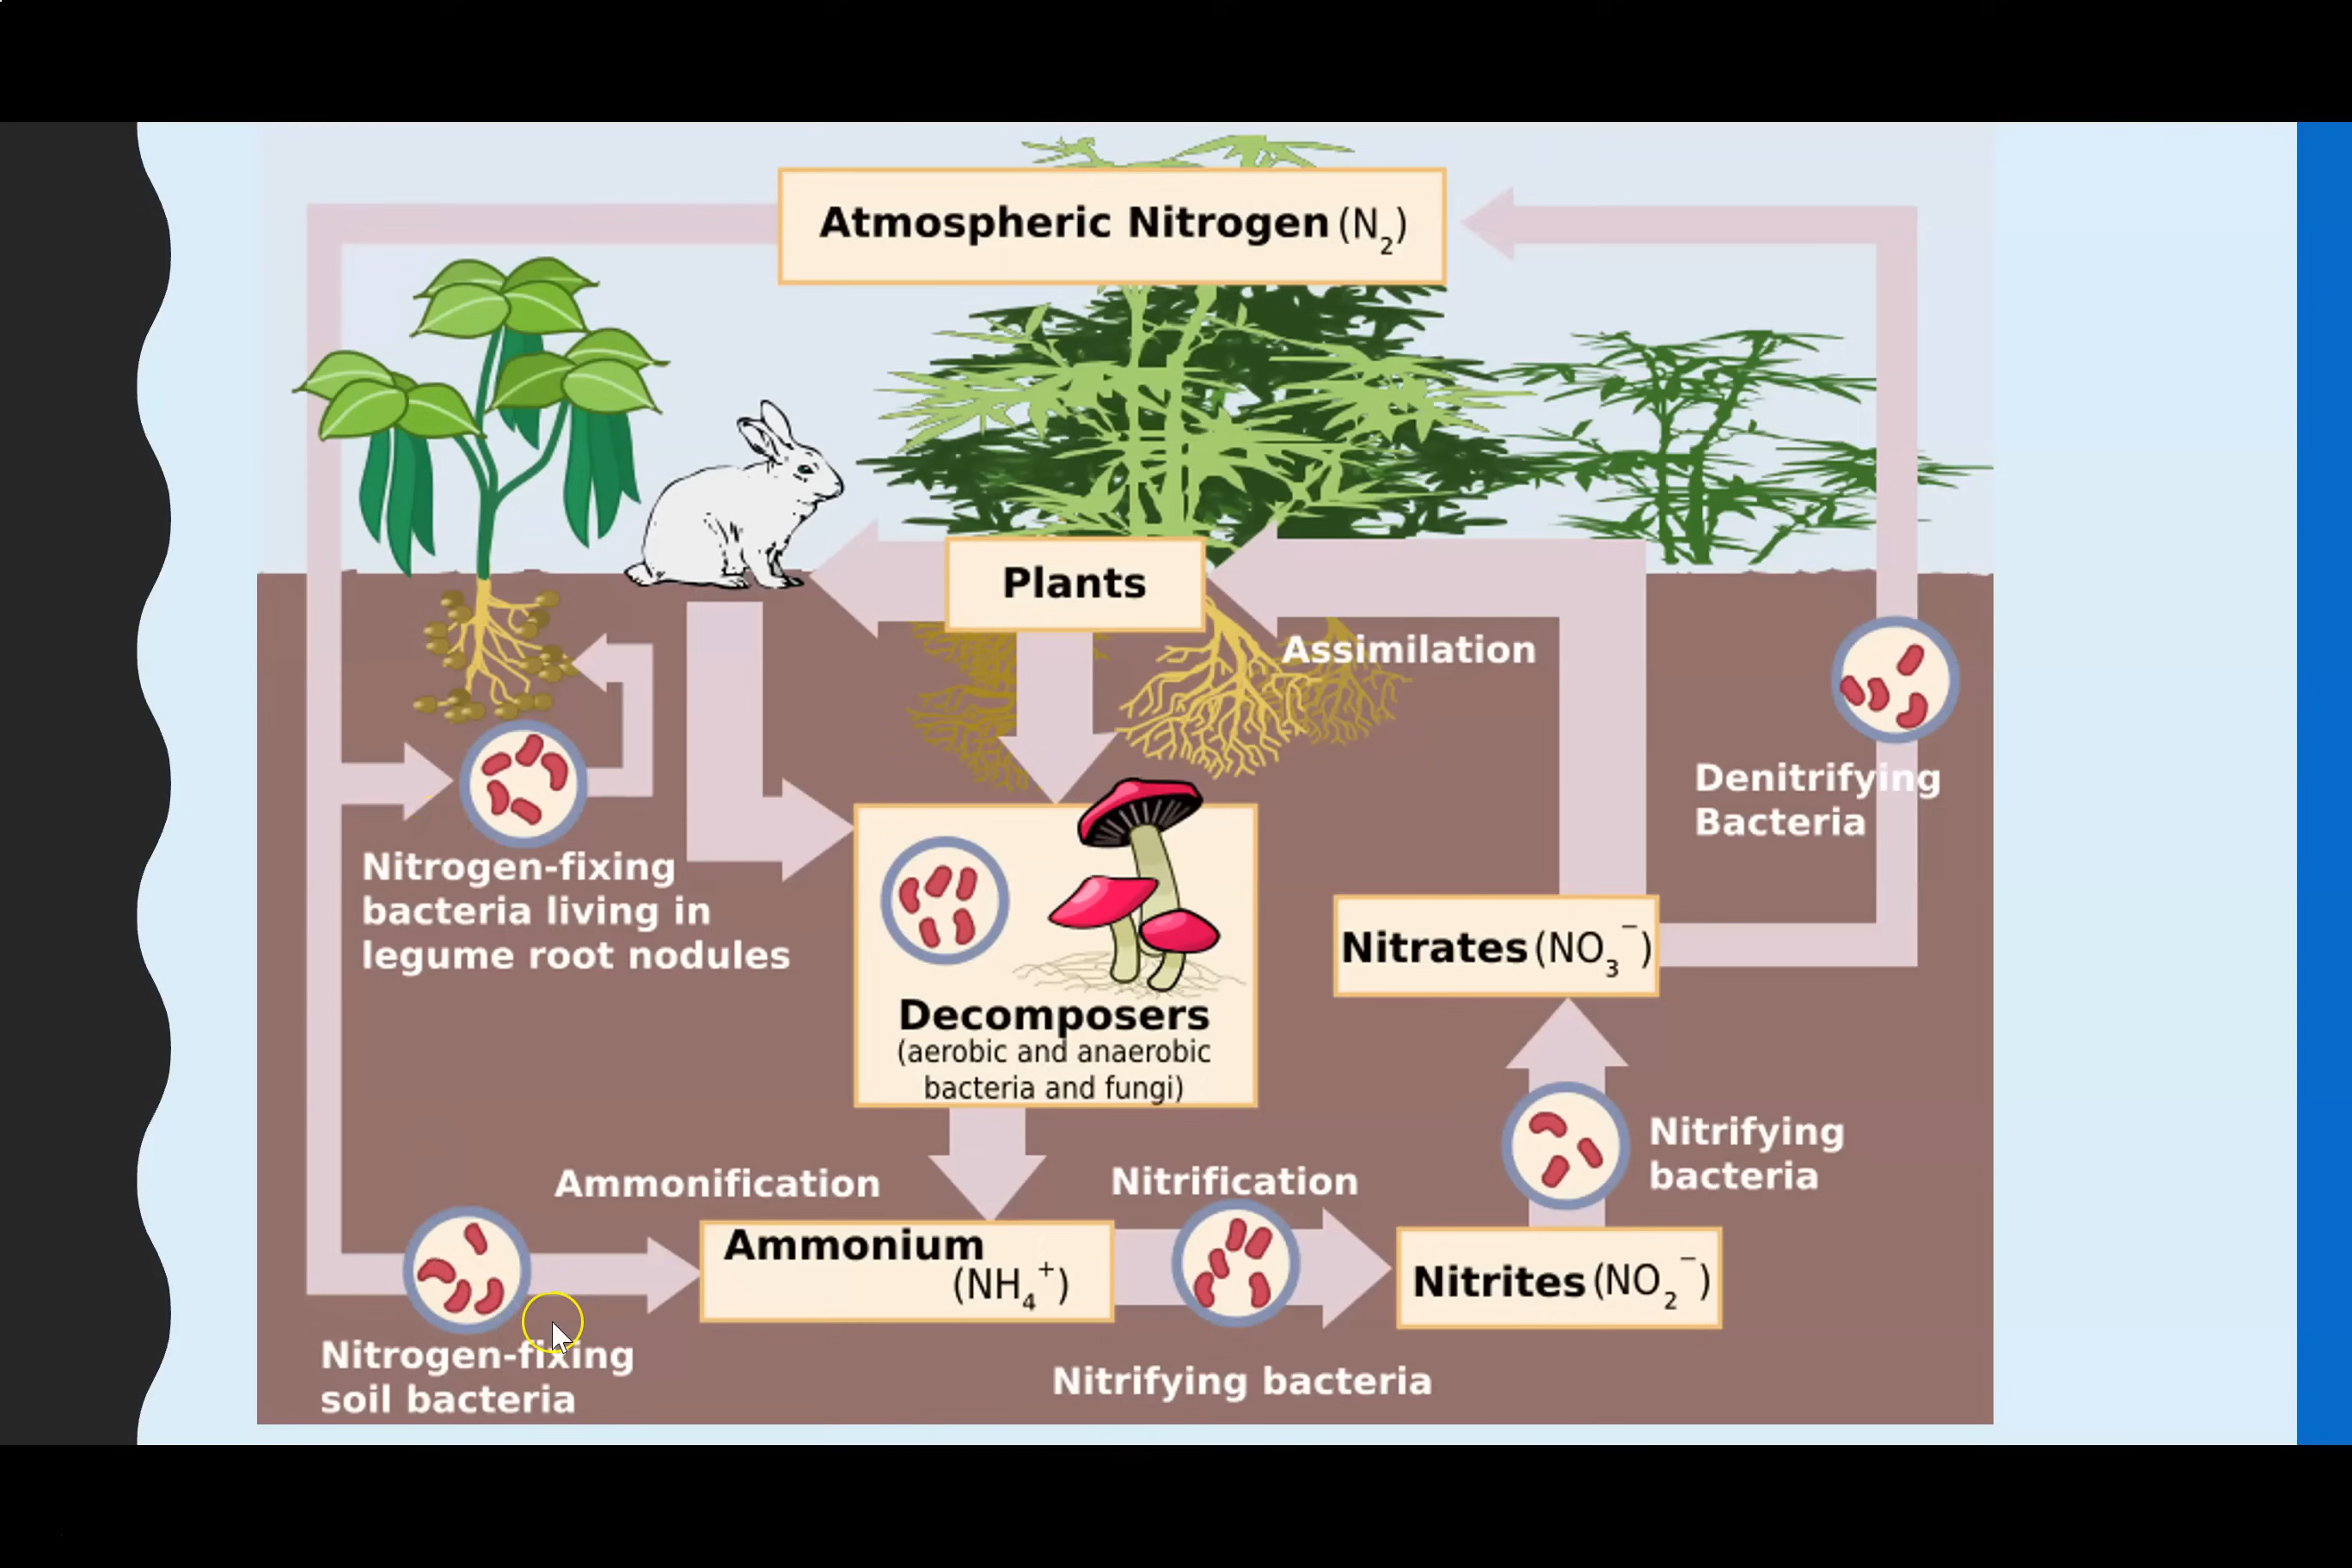 Atmospheric Nitrogen (N₂)
Plants
Assimilation
Denitrifying
Bacteria
Nitrogen-fixing
bacteria living in
legume root nodules
Decomposers
(aerobic and anaerobic
bacteria and fungi)
Nitrates (NO₃⁻)
Nitrifying
bacteria
Ammonification
Nitrification
Ammonium
(NH₄⁺)
Nitrites (NO₂⁻)
Nitrogen-fixing
soil bacteria
Nitrifying bacteria